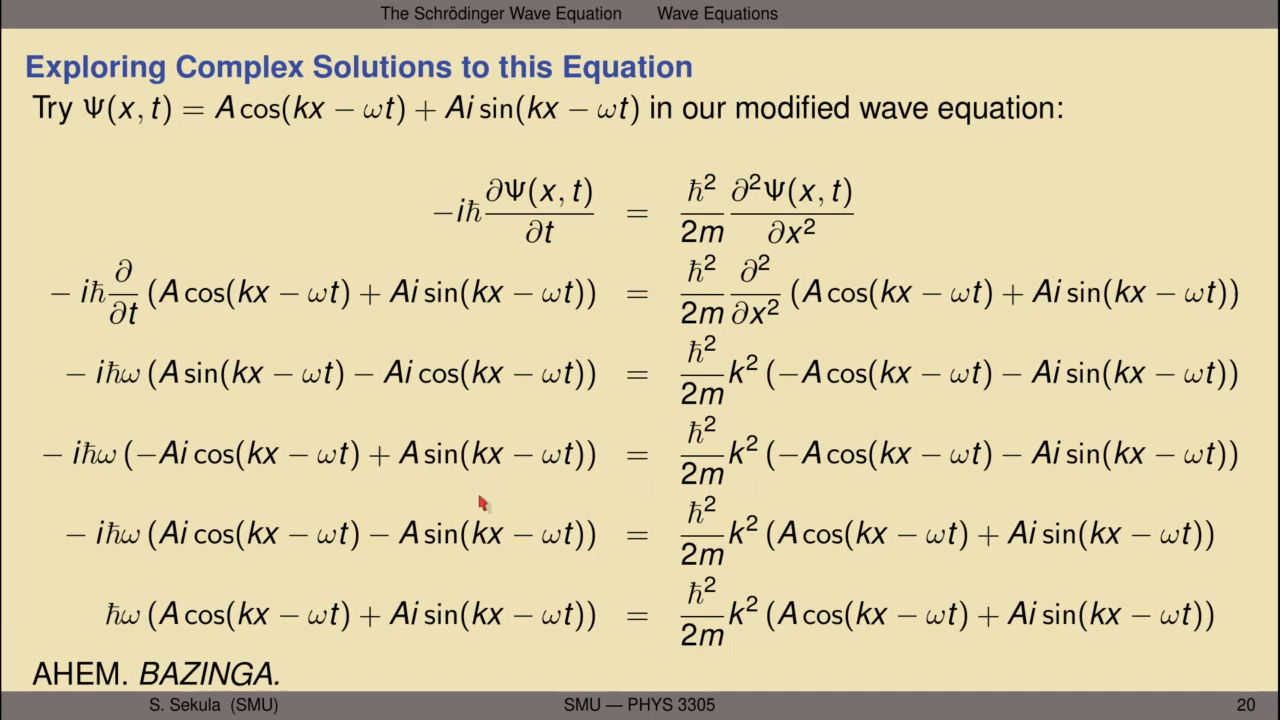 The Schrödinger Wave Equation Wave Equations
Exploring Complex Solutions to this Equation
Try Ψ(x, t) = A cos(kx − ωt) + Ai sin(kx − ωt) in our modified wave equation:
−iħ ∂Ψ(x, t)/∂t = ħ²/2m ∂²Ψ(x, t)/∂x²
− iħ ∂/∂t (A cos(kx − ωt) + Ai sin(kx − ωt)) = ħ²/2m ∂²/∂x² (A cos(kx − ωt) + Ai sin(kx − ωt))
− iħω (A sin(kx − ωt) − Ai cos(kx − ωt)) = ħ²/2m k² (−A cos(kx − ωt) − Ai sin(kx − ωt))
− iħω (−Ai cos(kx − ωt) + A sin(kx − ωt)) = ħ²/2m k² (−A cos(kx − ωt) − Ai sin(kx − ωt))
− iħω (Ai cos(kx − ωt) − A sin(kx − ωt)) = ħ²/2m k² (A cos(kx − ωt) + Ai sin(kx − ωt))
ħω (A cos(kx − ωt) + Ai sin(kx − ωt)) = ħ²/2m k² (A cos(kx − ωt) + Ai sin(kx − ωt))
AHEM. BAZINGA.
S. Sekula (SMU) SMU — PHYS 3305 20